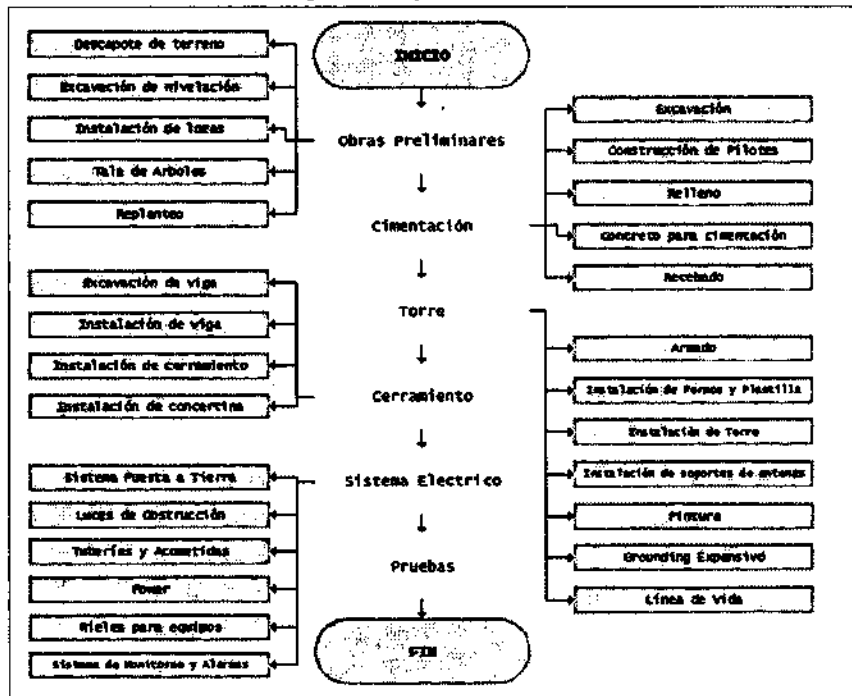 INICIO
Obras Preliminares
Descapote de terreno
Excavación de nivelación
Instalación de lozas
Tala de Arboles
Replanteo
Cimentación
Excavación
Construcción de Pilotes
Relleno
Concreto para cimentación
Recebado
Torre
Armado
Instalación de Pernos y Plantilla
Instalación de Torre
Instalación de soportes de antenas
Pintura
Grounding Expansivo
Línea de Vida
Cerramiento
Excavación de viga
Instalación de viga
Instalación de cerramiento
Instalación de concertina
Sistema Electrico
Sistema Puesta a Tierra
Luces de Obstrucción
Tuberías y Acometidas
Power
Rieles para equipos
Sistema de Monitoreo y Alarmas
Pruebas
FIN